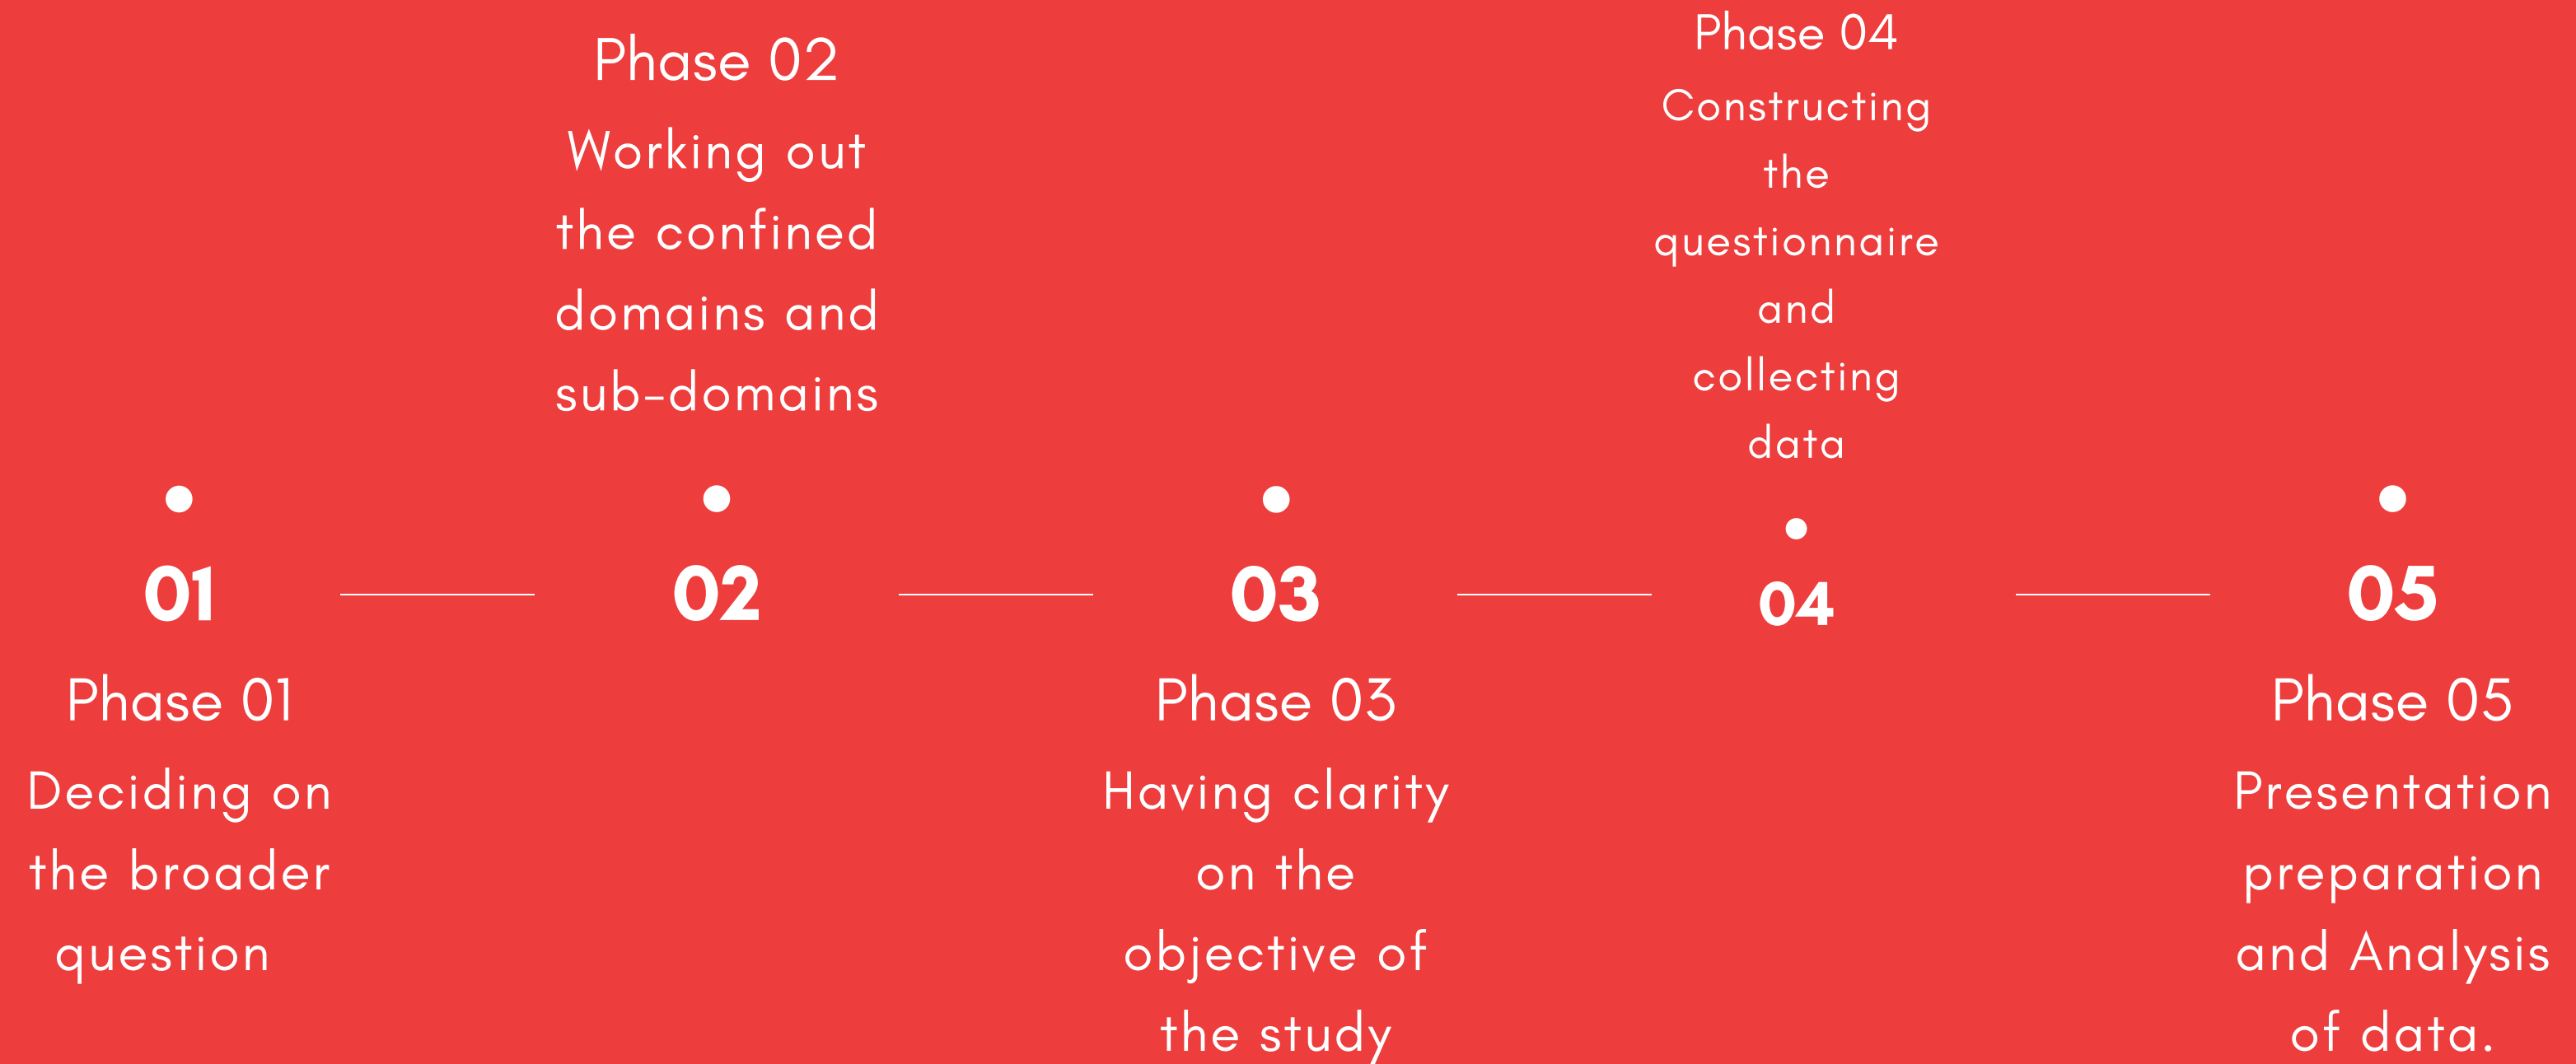 01
Phase 01
Deciding on
the broader
question
Phase 02
Working out
the confined
domains and
sub-domains
02
03
Phase 03
Having clarity
on the
objective of
the study
Phase 04
Constructing
the
questionnaire
and
collecting
data
04
05
Phase 05
Presentation
preparation
and Analysis
of data.